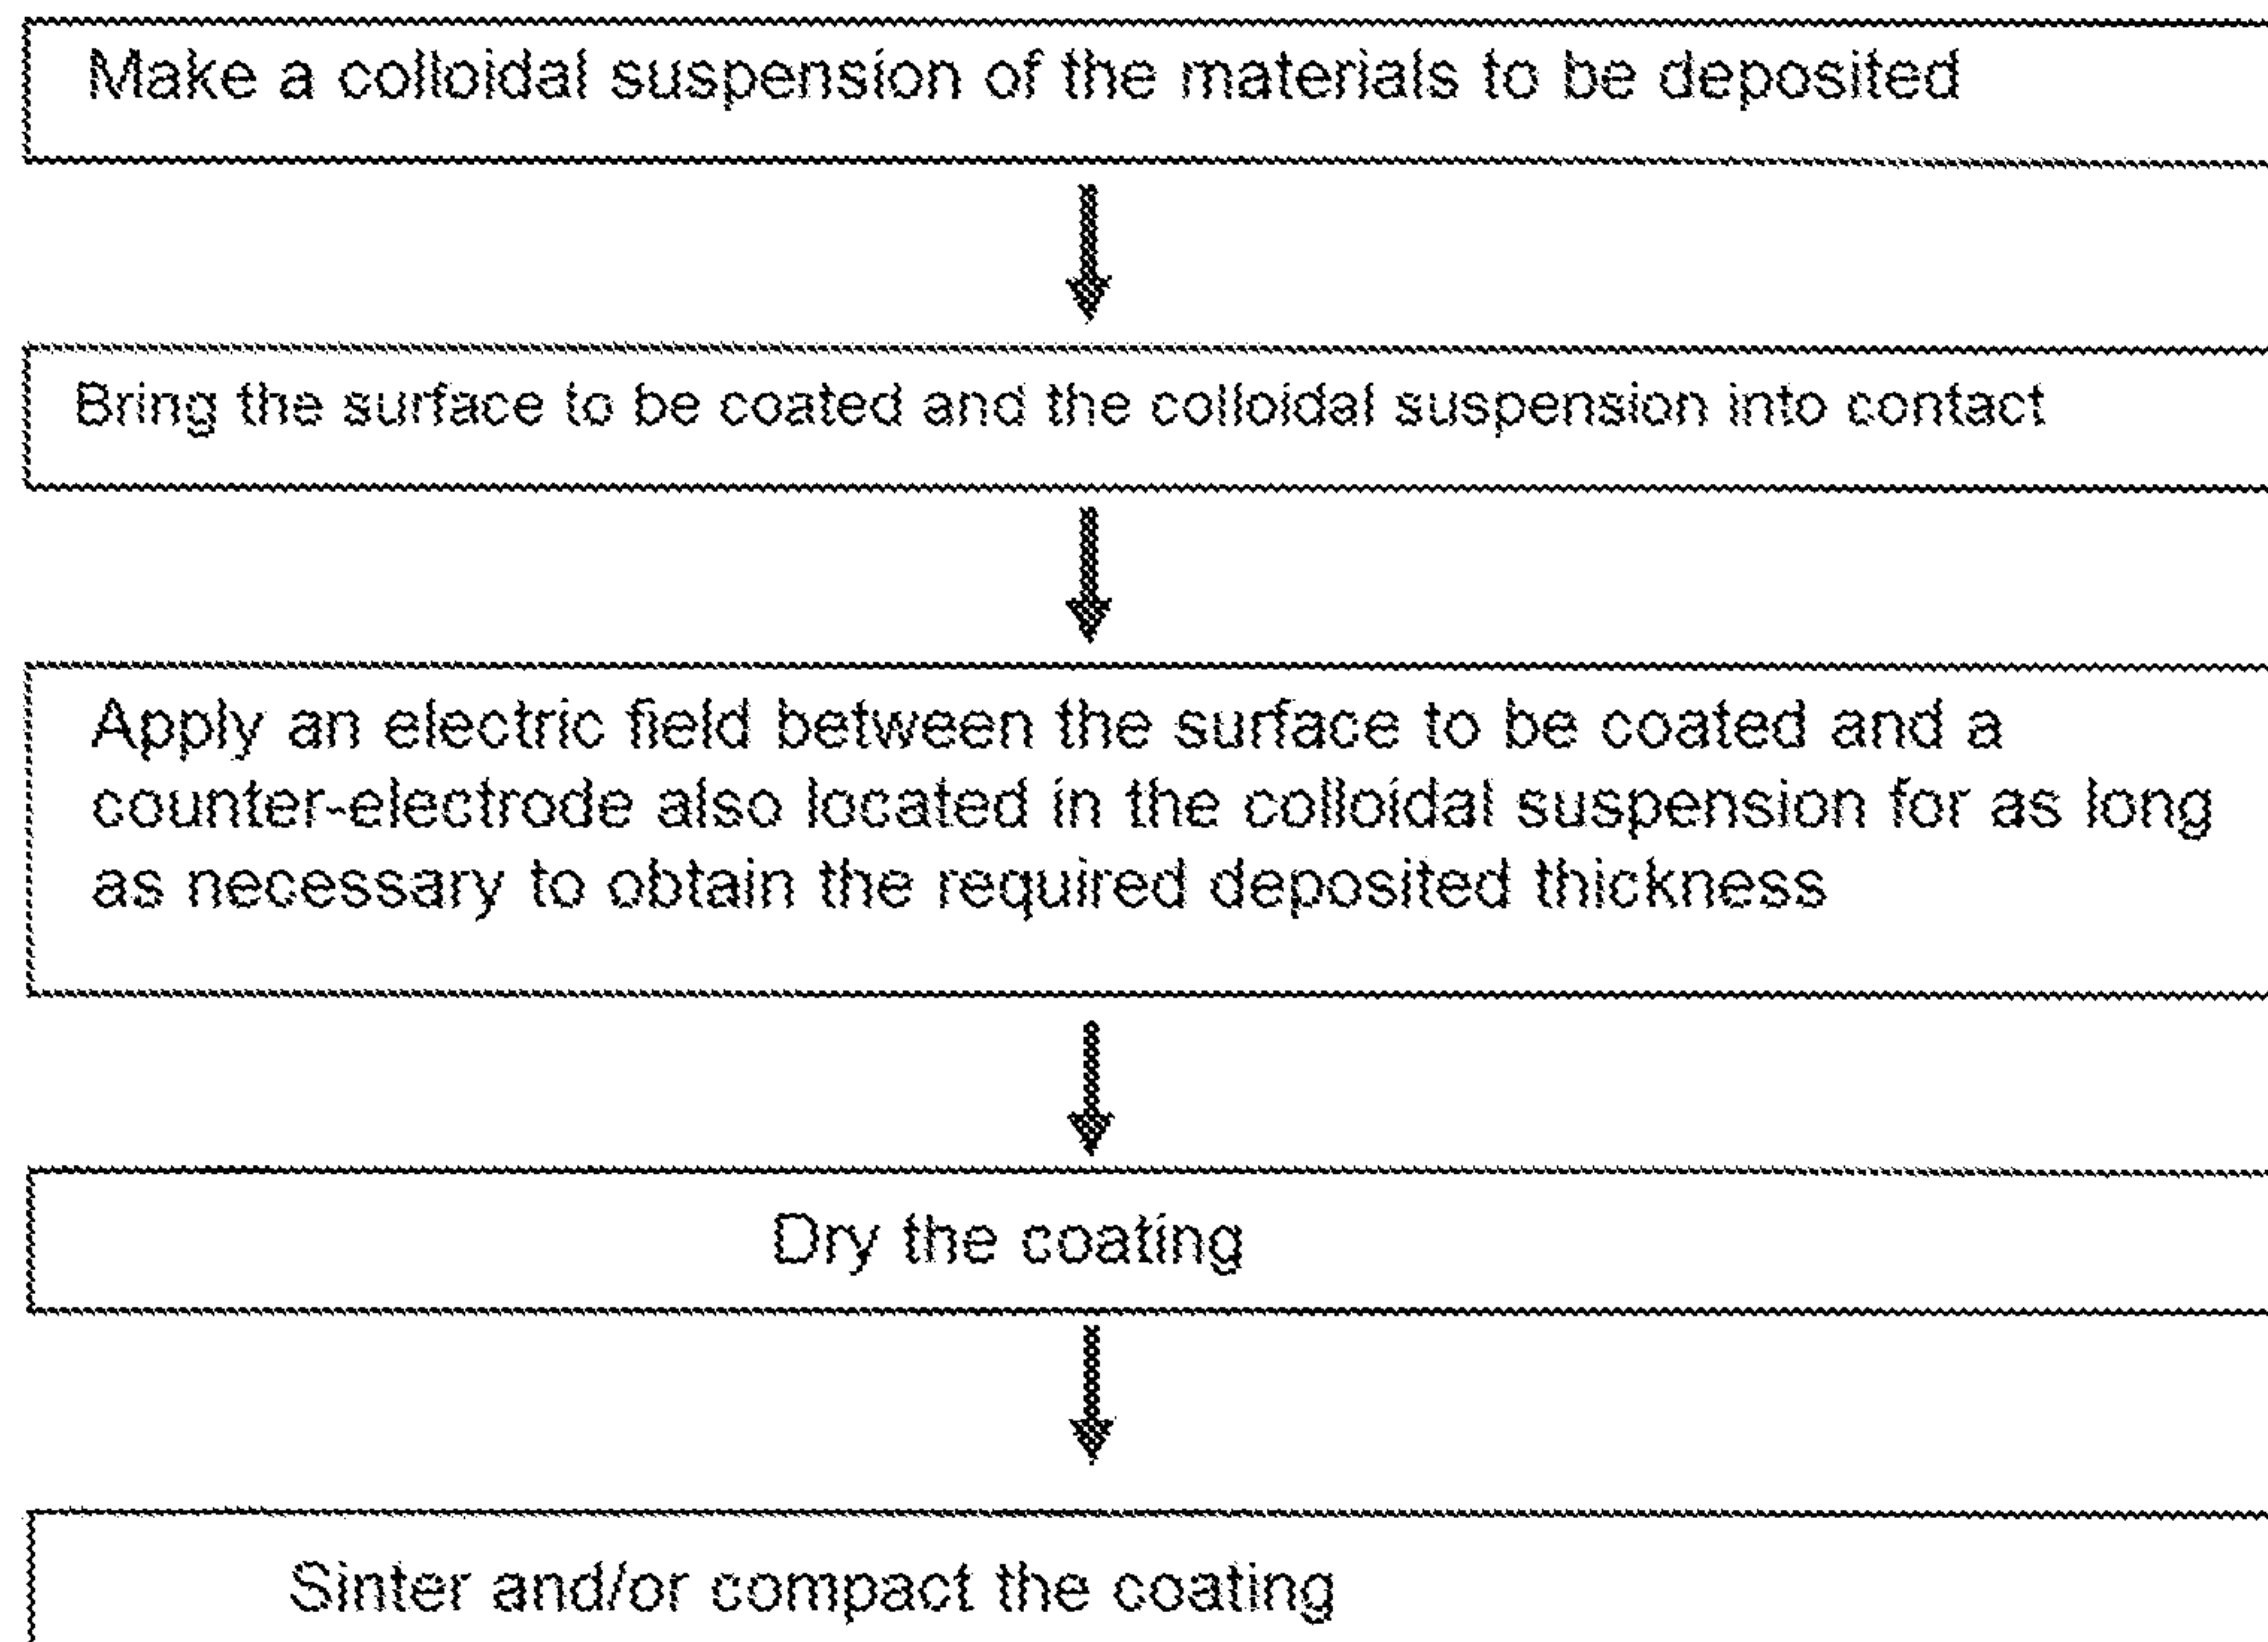 Make a colloidal suspension of the materials to be deposited
Bring the surface to be coated and the colloidal suspension into contact
Apply an electric field between the surface to be coated and a
counter-electrode also located in the colloidal suspension for as long
as necessary to obtain the required deposited thickness
Dry the coating
Sinter and/or compact the coating